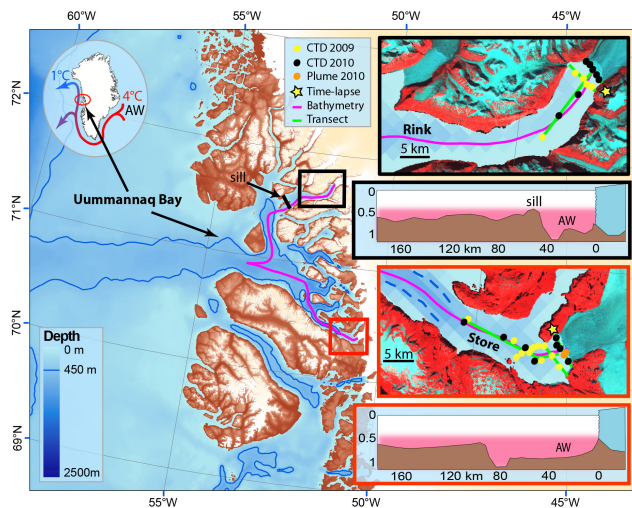 60°W
55°W
50°W
45°W
72°N
71°N
70°N
69°N
1°C
4°C
AW
Uummannaq Bay
sill
CTD 2009
CTD 2010
Plume 2010
Time-lapse
Bathymetry
Transect
Rink
5 km
0
0.5
1
sill
AW
160
120 km
80
40
0
Store
5 km
0
0.5
1
AW
160
120 km
80
40
0
Depth
0 m
450 m
2500m
55°W
50°W
45°W